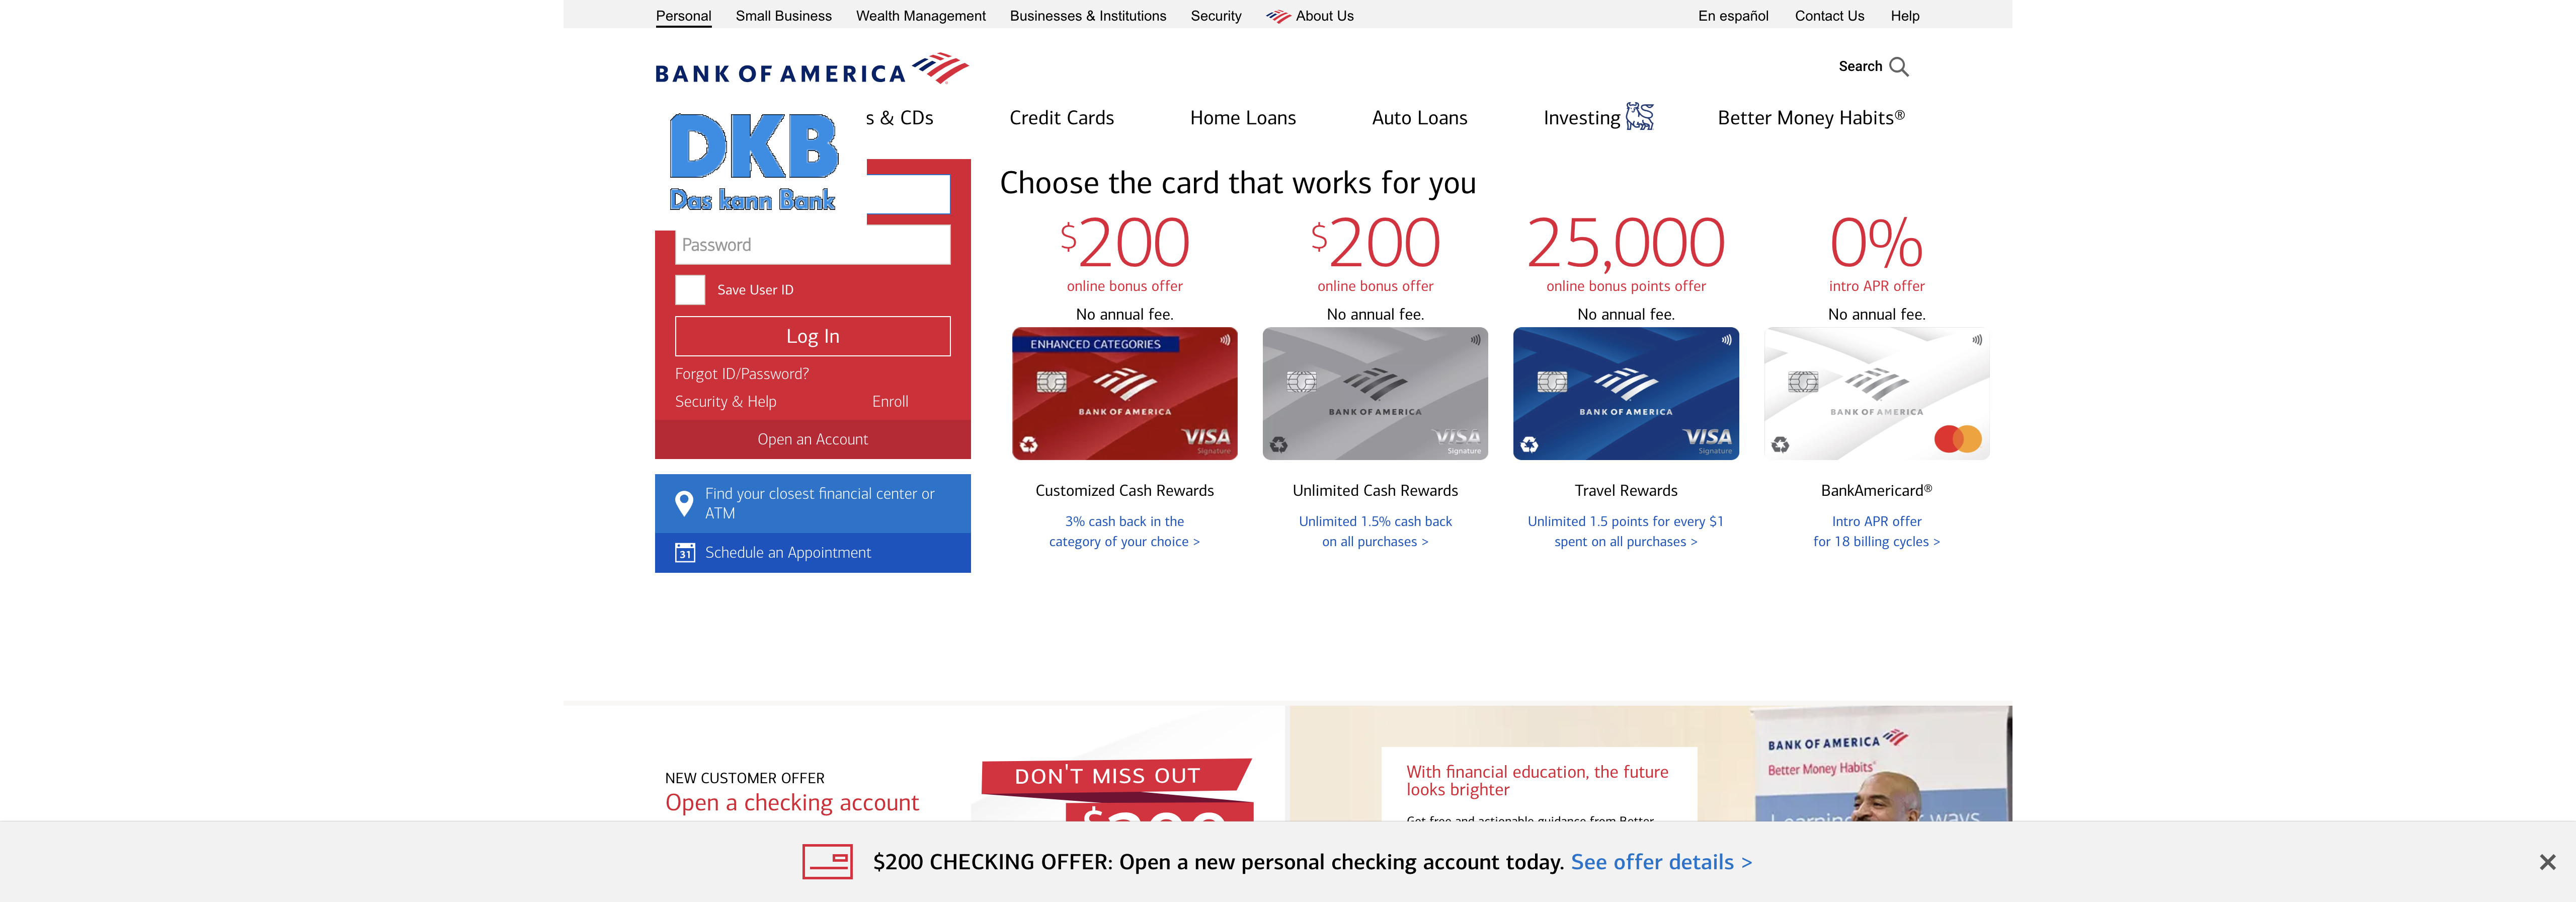 Personal Small Business Wealth Management Businesses & Institutions Security About Us En español Contact Us Help
BANK OF AMERICA
Search
s & CDs Credit Cards Home Loans Auto Loans Investing Better Money Habits®
DKB
Das kann Bank
Password
Save User ID
Log In
Forgot ID/Password?
Security & Help Enroll
Open an Account
Find your closest financial center or
ATM
31 Schedule an Appointment
Choose the card that works for you
$200
online bonus offer
No annual fee.
ENHANCED CATEGORIES
BANK OF AMERICA
VISA
Signature
Customized Cash Rewards
3% cash back in the
category of your choice >
$200
online bonus offer
No annual fee.
BANK OF AMERICA
VISA
Signature
Unlimited Cash Rewards
Unlimited 1.5% cash back
on all purchases >
25,000
online bonus points offer
No annual fee.
BANK OF AMERICA
VISA
Signature
Travel Rewards
Unlimited 1.5 points for every $1
spent on all purchases >
0%
intro APR offer
No annual fee.
BANK OF AMERICA
BankAmericard®
Intro APR offer
for 18 billing cycles >
NEW CUSTOMER OFFER
Open a checking account
DON'T MISS OUT
$200
With financial education, the future
looks brighter
Get free and actionable guidance from Better
BANK OF AMERICA
Better Money Habits®
ways
$200 CHECKING OFFER: Open a new personal checking account today. See offer details >